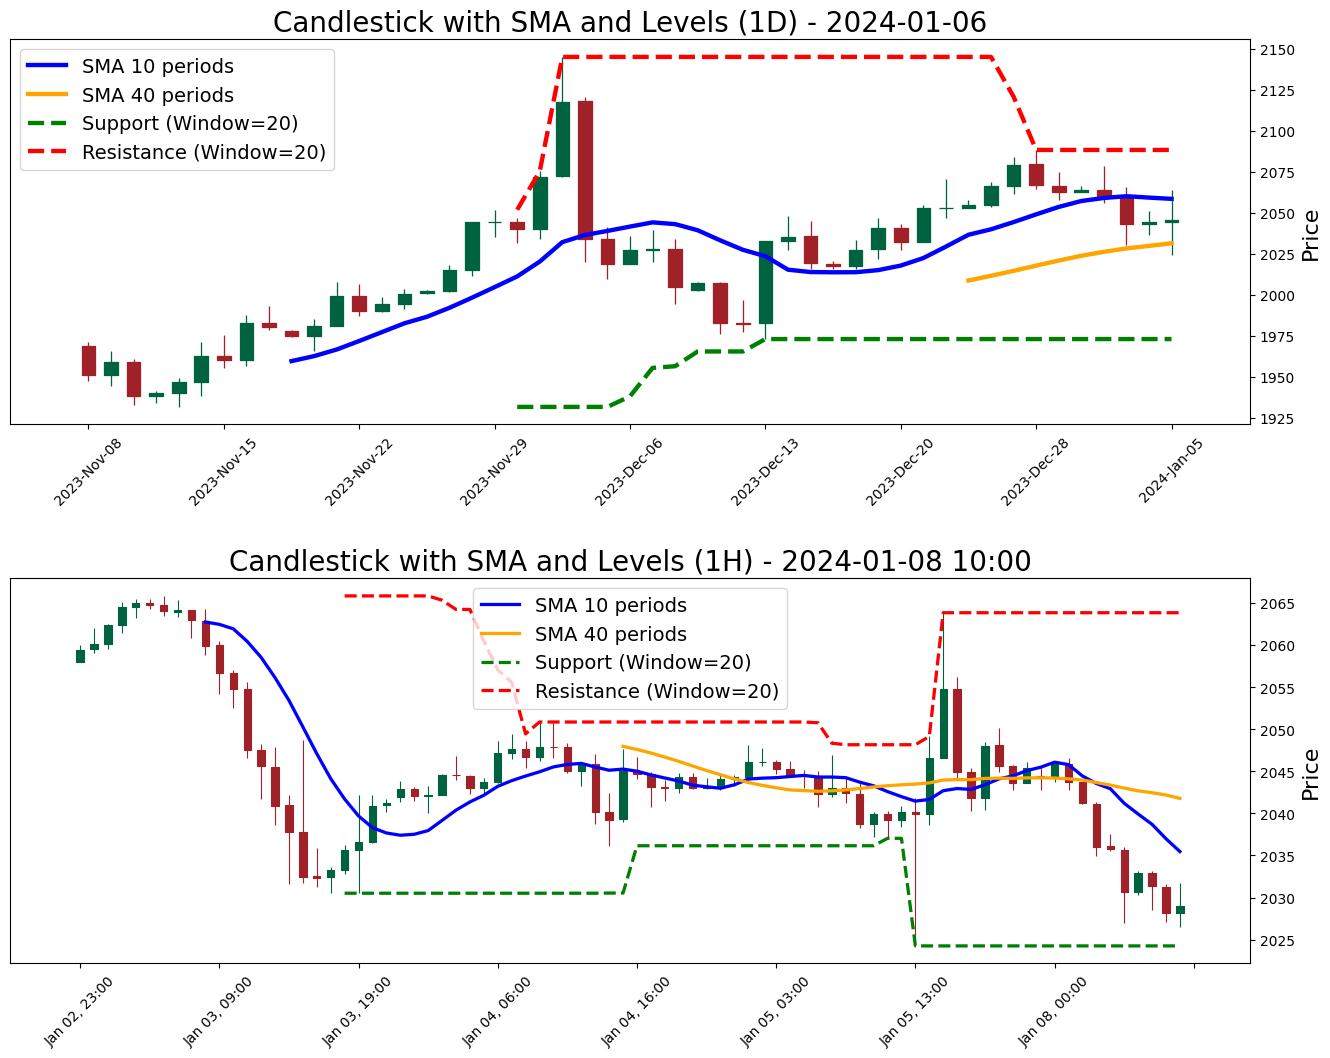 Candlestick with SMA and Levels (1D) - 2024-01-06
SMA 10 periods
SMA 40 periods
Support (Window=20)
Resistance (Window=20)
2150
2125
2100
2075
2050
2025
2000
1975
1950
1925
Price
2023-Nov-08
2023-Nov-15
2023-Nov-22
2023-Nov-29
2023-Dec-06
2023-Dec-13
2023-Dec-20
2023-Dec-28
2024-Jan-05
Candlestick with SMA and Levels (1H) - 2024-01-08 10:00
SMA 10 periods
SMA 40 periods
Support (Window=20)
Resistance (Window=20)
2065
2060
2055
2050
2045
2040
2035
2030
2025
Price
Jan 02, 23:00
Jan 03, 09:00
Jan 03, 19:00
Jan 04, 06:00
Jan 04, 16:00
Jan 05, 03:00
Jan 05, 13:00
Jan 08, 00:00